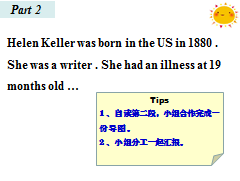 Part 2
Helen Keller was born in the US in 1880 .
She was a writer . She had an illness at 19
months old …
Tips
1、自读第二段，小组合作完成一
份导图。
2、小组分工一起汇报。